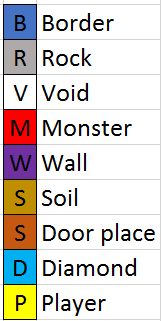 B Border
R Rock
V Void
M Monster
W Wall
S Soil
S Door place
D Diamond
P Player